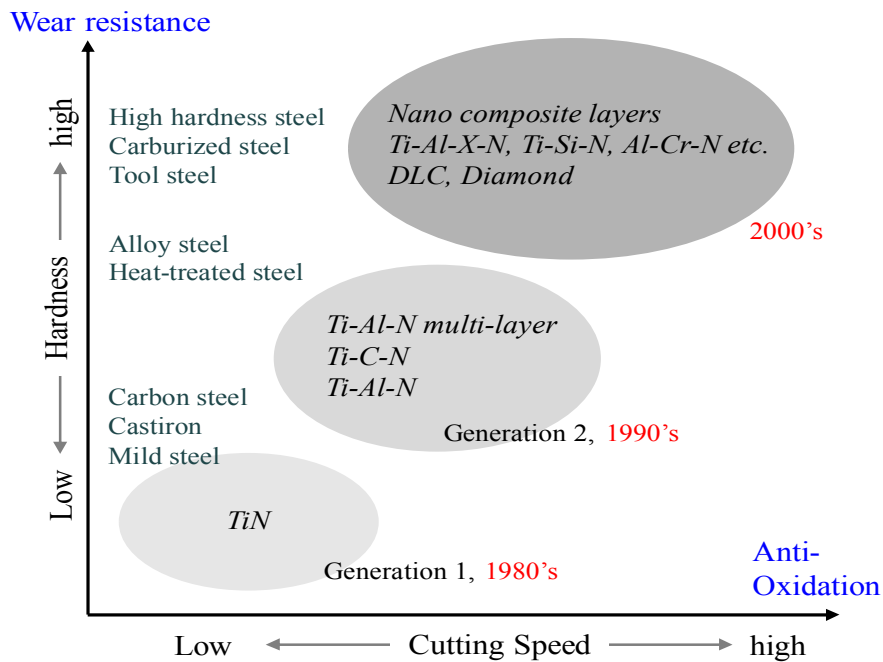 Wear resistance
high
Hardness
Low
High hardness steel
Carburized steel
Tool steel
Nano composite layers
Ti-Al-X-N, Ti-Si-N, Al-Cr-N etc.
DLC, Diamond
2000’s
Alloy steel
Heat-treated steel
Ti-Al-N multi-layer
Ti-C-N
Ti-Al-N
Generation 2, 1990’s
Carbon steel
Castiron
Mild steel
TiN
Generation 1, 1980’s
Anti-
Oxidation
Low
Cutting Speed
high